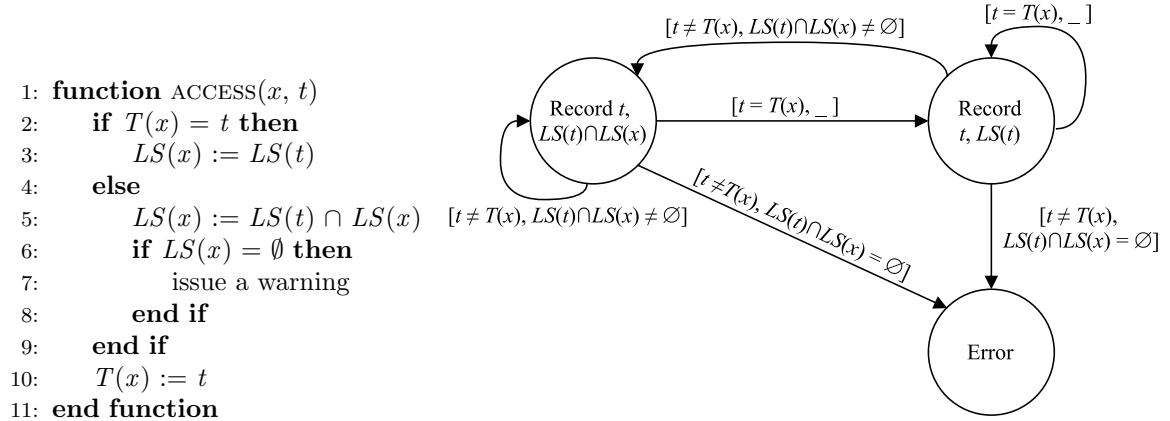 1: function ACCESS(x, t)
2: if T(x) = t then
3: LS(x) := LS(t)
4: else
5: LS(x) := LS(t) ∩ LS(x)
6: if LS(x) = ∅ then
7: issue a warning
8: end if
9: end if
10: T(x) := t
11: end function
[t ≠ T(x), LS(t)∩LS(x) ≠ ∅]
[t = T(x), _ ]
Record t,
LS(t)∩LS(x)
[t = T(x), _ ]
Record
t, LS(t)
[t ≠ T(x), LS(t)∩LS(x) ≠ ∅]
[t ≠T(x), LS(t)∩LS(x) = ∅]
[t ≠ T(x),
LS(t)∩LS(x) = ∅]
Error